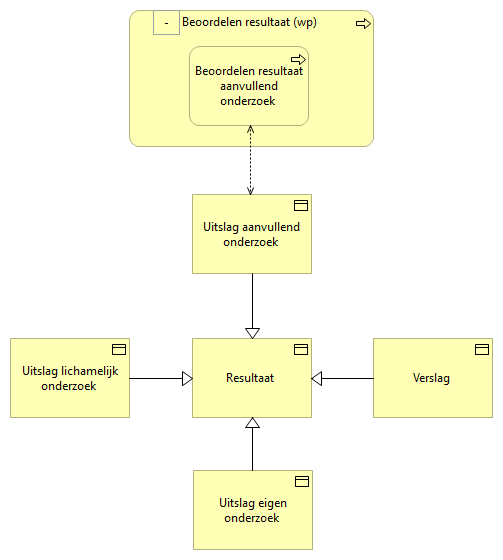 - Beoordelen resultaat (wp)
Beoordelen resultaat
aanvullend
onderzoek
Uitslag aanvullend
onderzoek
Uitslag lichamelijk
onderzoek
Resultaat
Verslag
Uitslag eigen
onderzoek